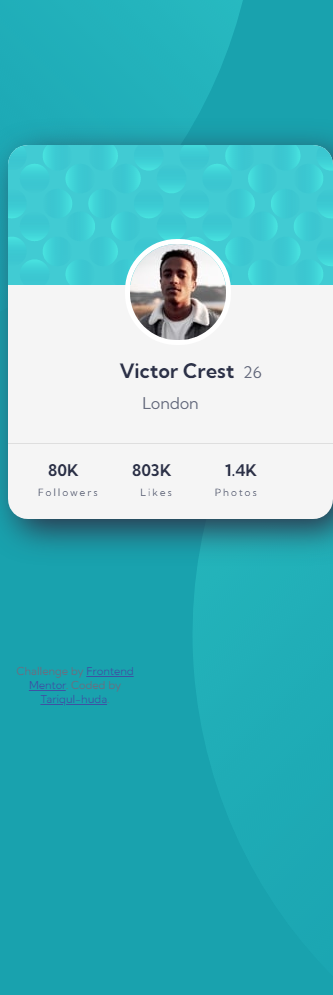 Victor Crest 26
London
80K 803K 1.4K
Followers Likes Photos
Challenge by Frontend
Mentor. Coded by
Tariqul-huda.